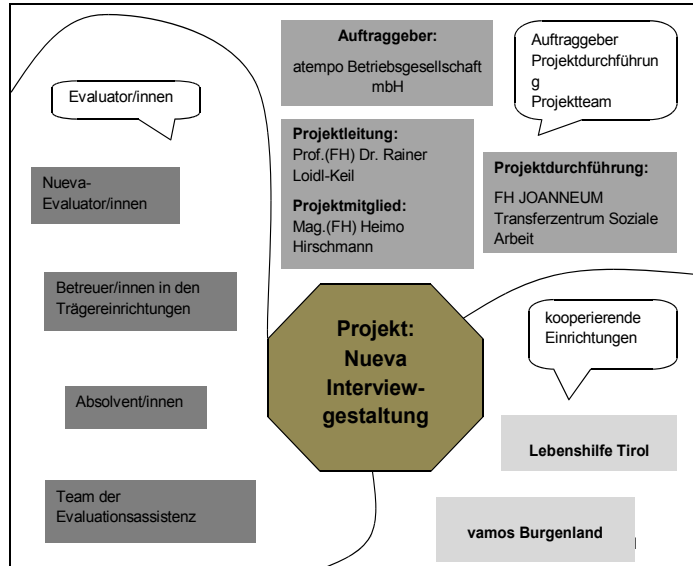 Auftraggeber:
atempo Betriebsgesellschaft
mbH
Auftraggeber
Projektdurchführun
g
Projektteam
Evaluator/innen
Projektleitung:
Prof.(FH) Dr. Rainer
Loidl-Keil
Projektmitglied:
Mag.(FH) Heimo
Hirschmann
Projektdurchführung:
FH JOANNEUM
Transferzentrum Soziale
Arbeit
Nueva-
Evaluator/innen
Betreuer/innen in den
Trägereinrichtungen
Absolvent/innen
Team der
Evaluationsassistenz
Projekt:
Nueva
Interview-
gestaltung
kooperierende
Einrichtungen
Lebenshilfe Tirol
vamos Burgenland